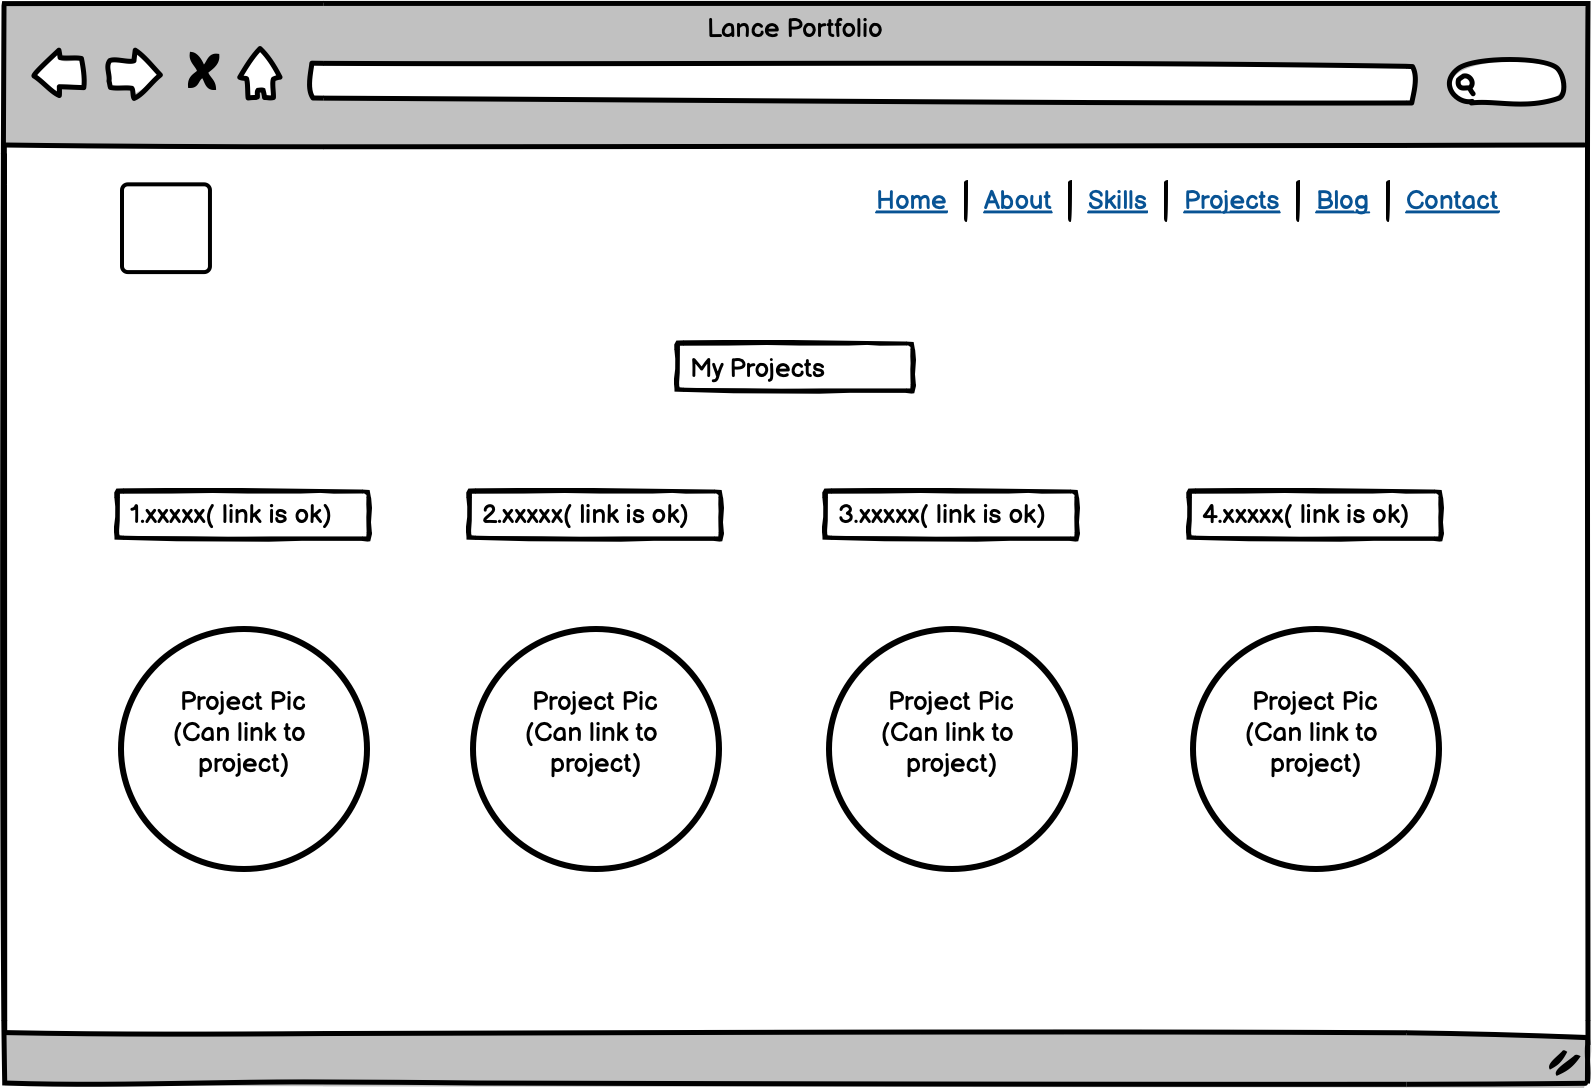 Lance Portfolio
Home | About | Skills | Projects | Blog | Contact
My Projects
1.xxxxx( link is ok)
2.xxxxx( link is ok)
3.xxxxx( link is ok)
4.xxxxx( link is ok)
Project Pic
(Can link to
project)
Project Pic
(Can link to
project)
Project Pic
(Can link to
project)
Project Pic
(Can link to
project)